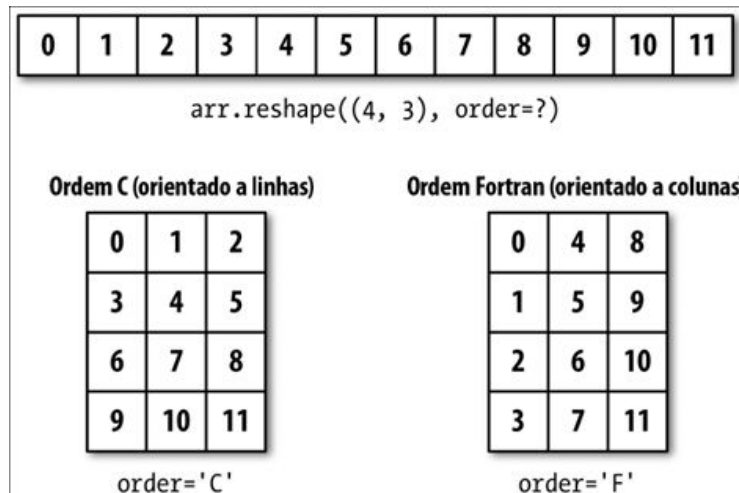 0 1 2 3 4 5 6 7 8 9 10 11
arr.reshape((4, 3), order=?)
Ordem C (orientado a linhas)
0 1 2
3 4 5
6 7 8
9 10 11
order='C'
Ordem Fortran (orientado a colunas)
0 4 8
1 5 9
2 6 10
3 7 11
order='F'